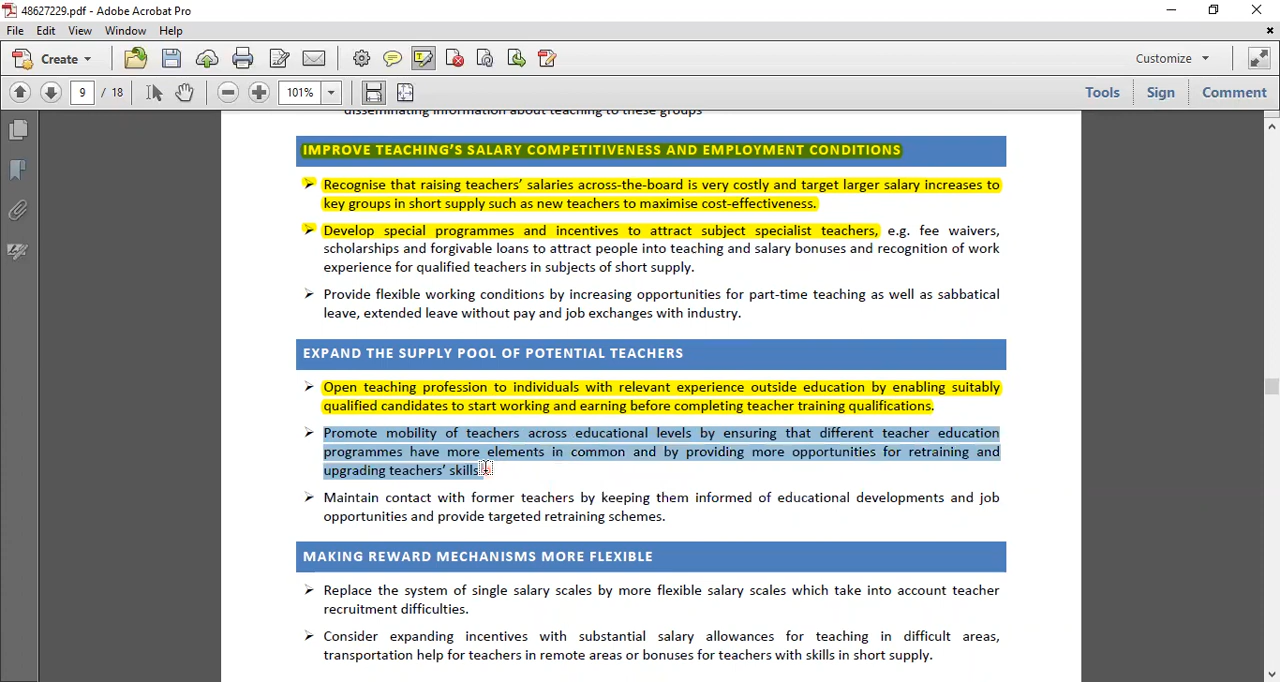 48627229.pdf - Adobe Acrobat Pro
File Edit View Window Help
Create Customize
9 / 18 101% Tools Sign Comment
disseminating information about teaching to these groups
IMPROVE TEACHING'S SALARY COMPETITIVENESS AND EMPLOYMENT CONDITIONS
➢ Recognise that raising teachers' salaries across-the-board is very costly and target larger salary increases to
key groups in short supply such as new teachers to maximise cost-effectiveness.
➢ Develop special programmes and incentives to attract subject specialist teachers, e.g. fee waivers,
scholarships and forgivable loans to attract people into teaching and salary bonuses and recognition of work
experience for qualified teachers in subjects of short supply.
➢ Provide flexible working conditions by increasing opportunities for part-time teaching as well as sabbatical
leave, extended leave without pay and job exchanges with industry.
EXPAND THE SUPPLY POOL OF POTENTIAL TEACHERS
➢ Open teaching profession to individuals with relevant experience outside education by enabling suitably
qualified candidates to start working and earning before completing teacher training qualifications.
➢ Promote mobility of teachers across educational levels by ensuring that different teacher education
programmes have more elements in common and by providing more opportunities for retraining and
upgrading teachers' skills.
➢ Maintain contact with former teachers by keeping them informed of educational developments and job
opportunities and provide targeted retraining schemes.
MAKING REWARD MECHANISMS MORE FLEXIBLE
➢ Replace the system of single salary scales by more flexible salary scales which take into account teacher
recruitment difficulties.
➢ Consider expanding incentives with substantial salary allowances for teaching in difficult areas,
transportation help for teachers in remote areas or bonuses for teachers with skills in short supply.